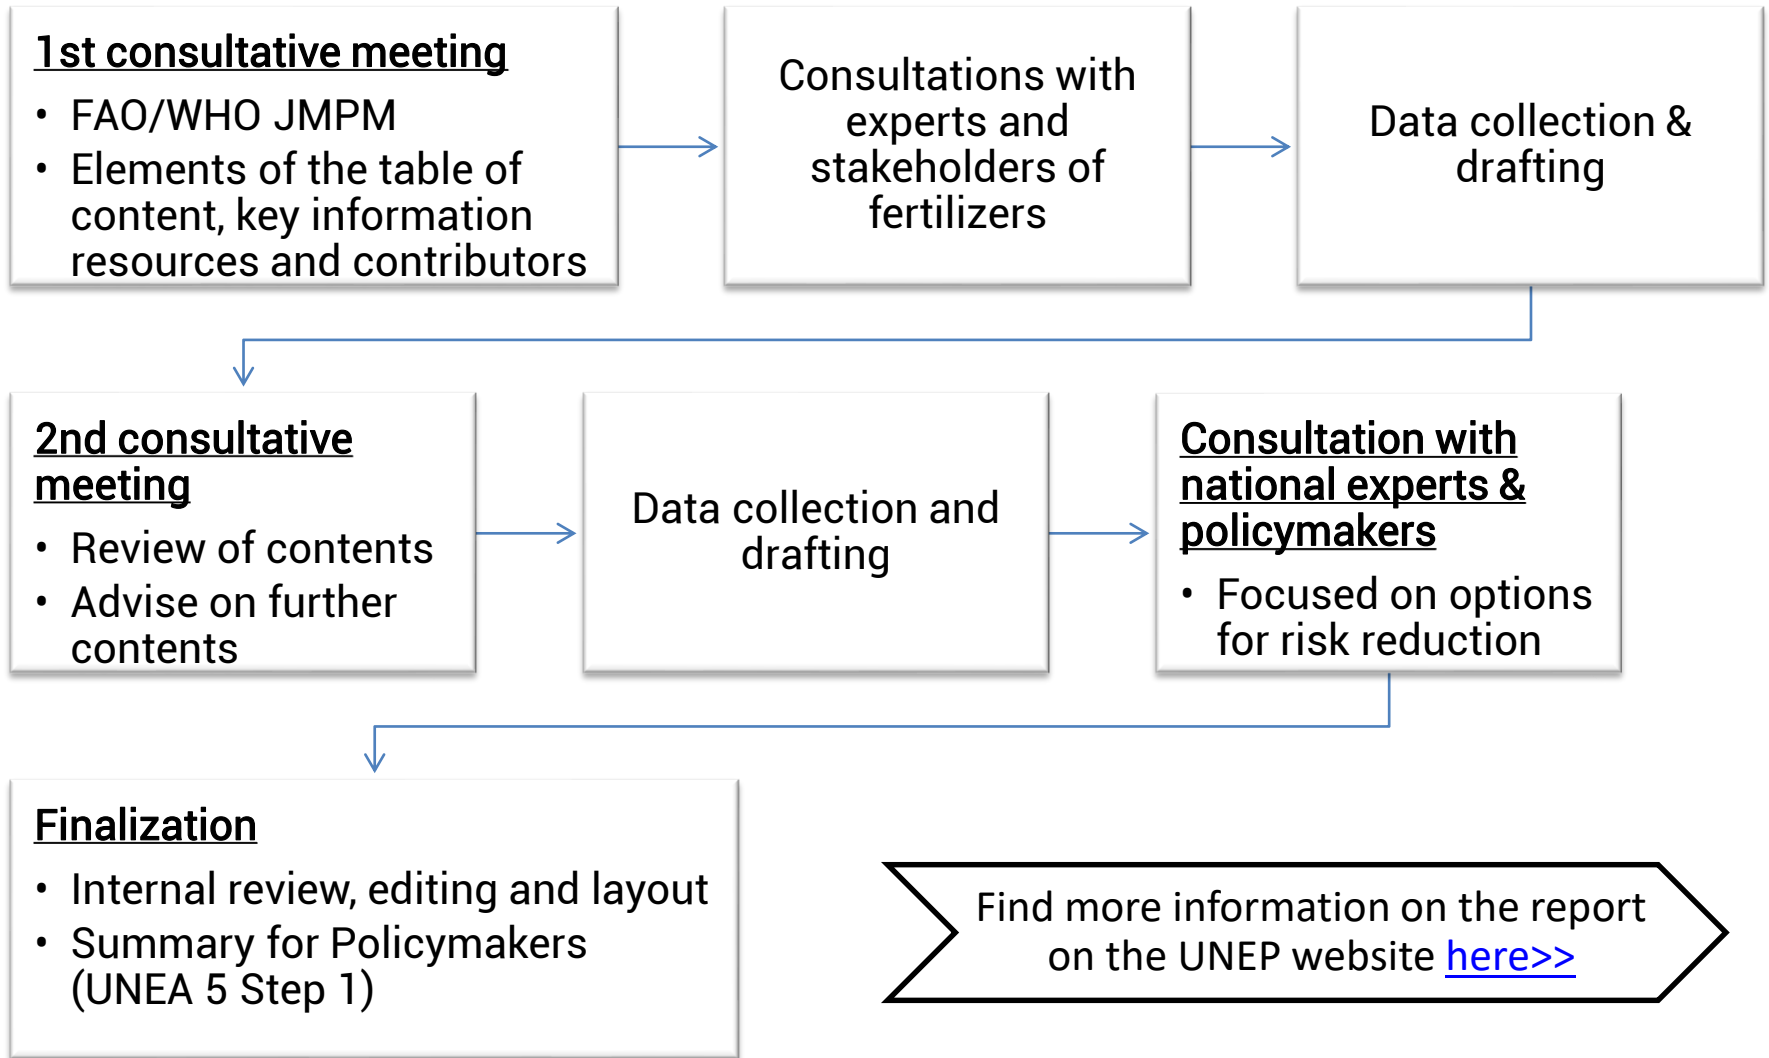 1st consultative meeting
• FAO/WHO JMPM
• Elements of the table of
content, key information
resources and contributors
Consultations with
experts and
stakeholders of
fertilizers
Data collection &
drafting
2nd consultative
meeting
• Review of contents
• Advise on further
contents
Data collection and
drafting
Consultation with
national experts &
policymakers
• Focused on options
for risk reduction
Finalization
• Internal review, editing and layout
• Summary for Policymakers
(UNEA 5 Step 1)
Find more information on the report
on the UNEP website here>>